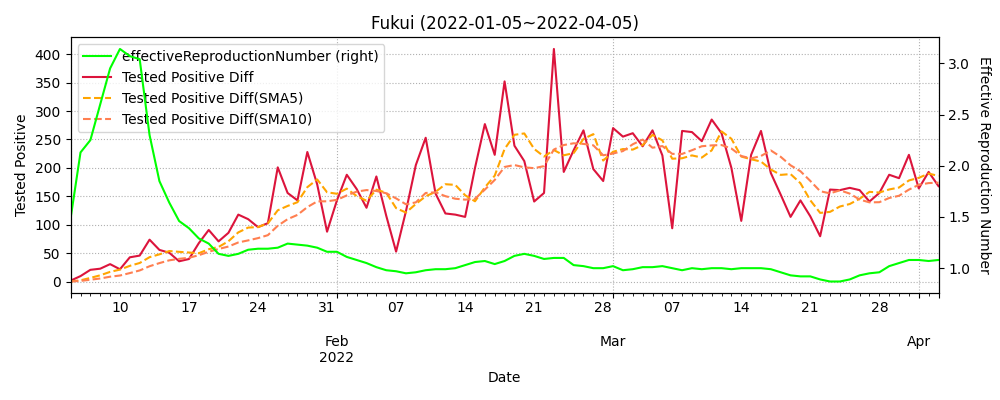 Fukui (2022-01-05~2022-04-05)
effectiveReproductionNumber (right)
Tested Positive Diff
Tested Positive Diff(SMA5)
Tested Positive Diff(SMA10)
Tested Positive
400
350
300
250
200
150
100
50
0
3.0
2.5
2.0
1.5
1.0
Effective Reproduction Number
10 17 24 31 07 14 21 28 07 14 21 28
Feb Mar Apr
2022
Date